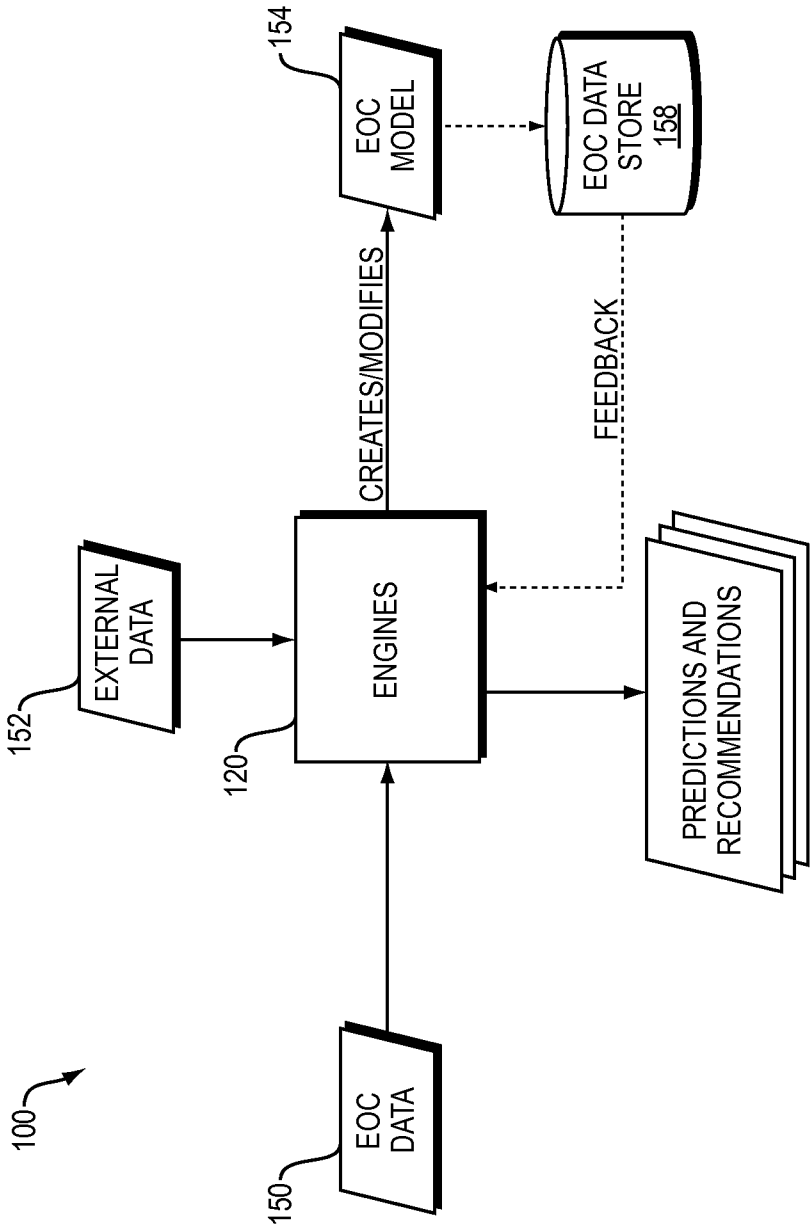 100
152
EXTERNAL
DATA
154
EOC
MODEL
120
ENGINES
CREATES/MODIFIES
150
EOC
DATA
EOC DATA
STORE
158
FEEDBACK
PREDICTIONS AND
RECOMMENDATIONS